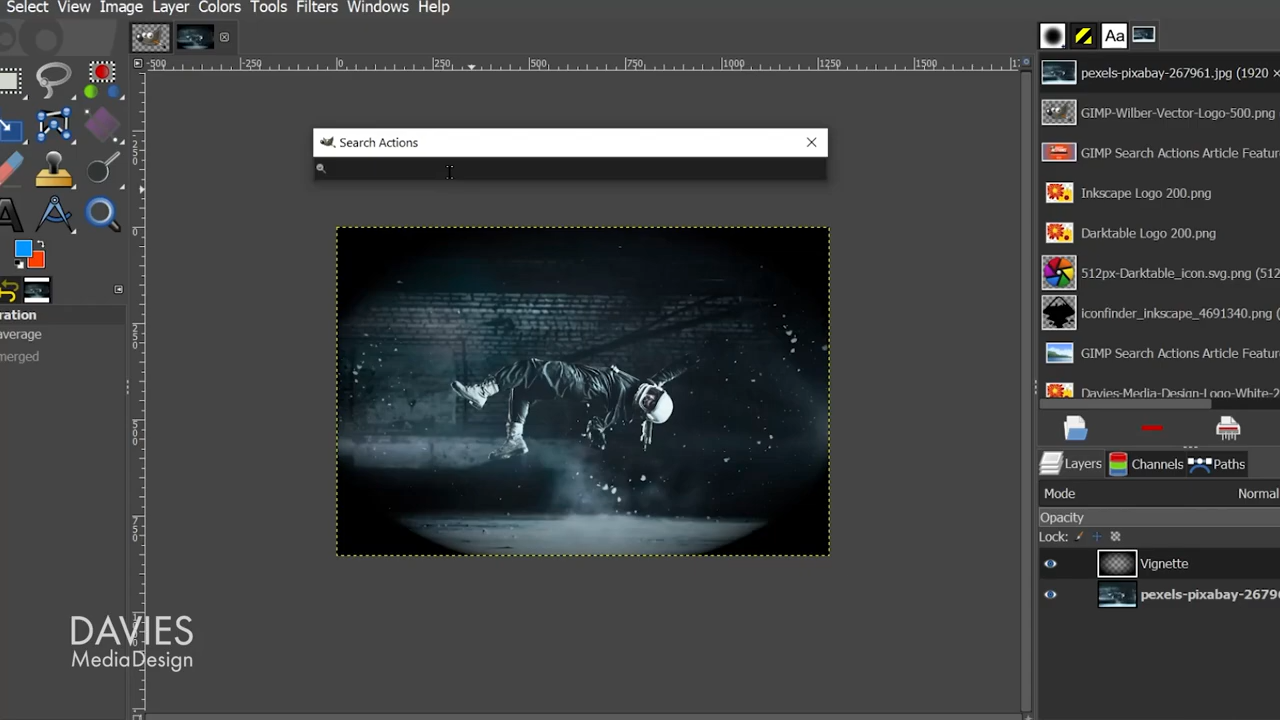 Select View Image Layer Colors Tools Filters Windows Help
-500 -250 0 250 500 750 1000 1250 1500
Search Actions
Aa
pexels-pixabay-267961.jpg (1920 ×
GIMP-Wilber-Vector-Logo-500.png
GIMP Search Actions Article Featur
Inkscape Logo 200.png
Darktable Logo 200.png
512px-Darktable_icon.svg.png (512
iconfinder_inkscape_4691340.png (
GIMP Search Actions Article Featur
Davies-Media-Design-Logo-White-2
ration
average
merged
Layers Channels Paths
Mode Normal
Opacity
Lock:
Vignette
pexels-pixabay-26796
DAVIES
MediaDesign